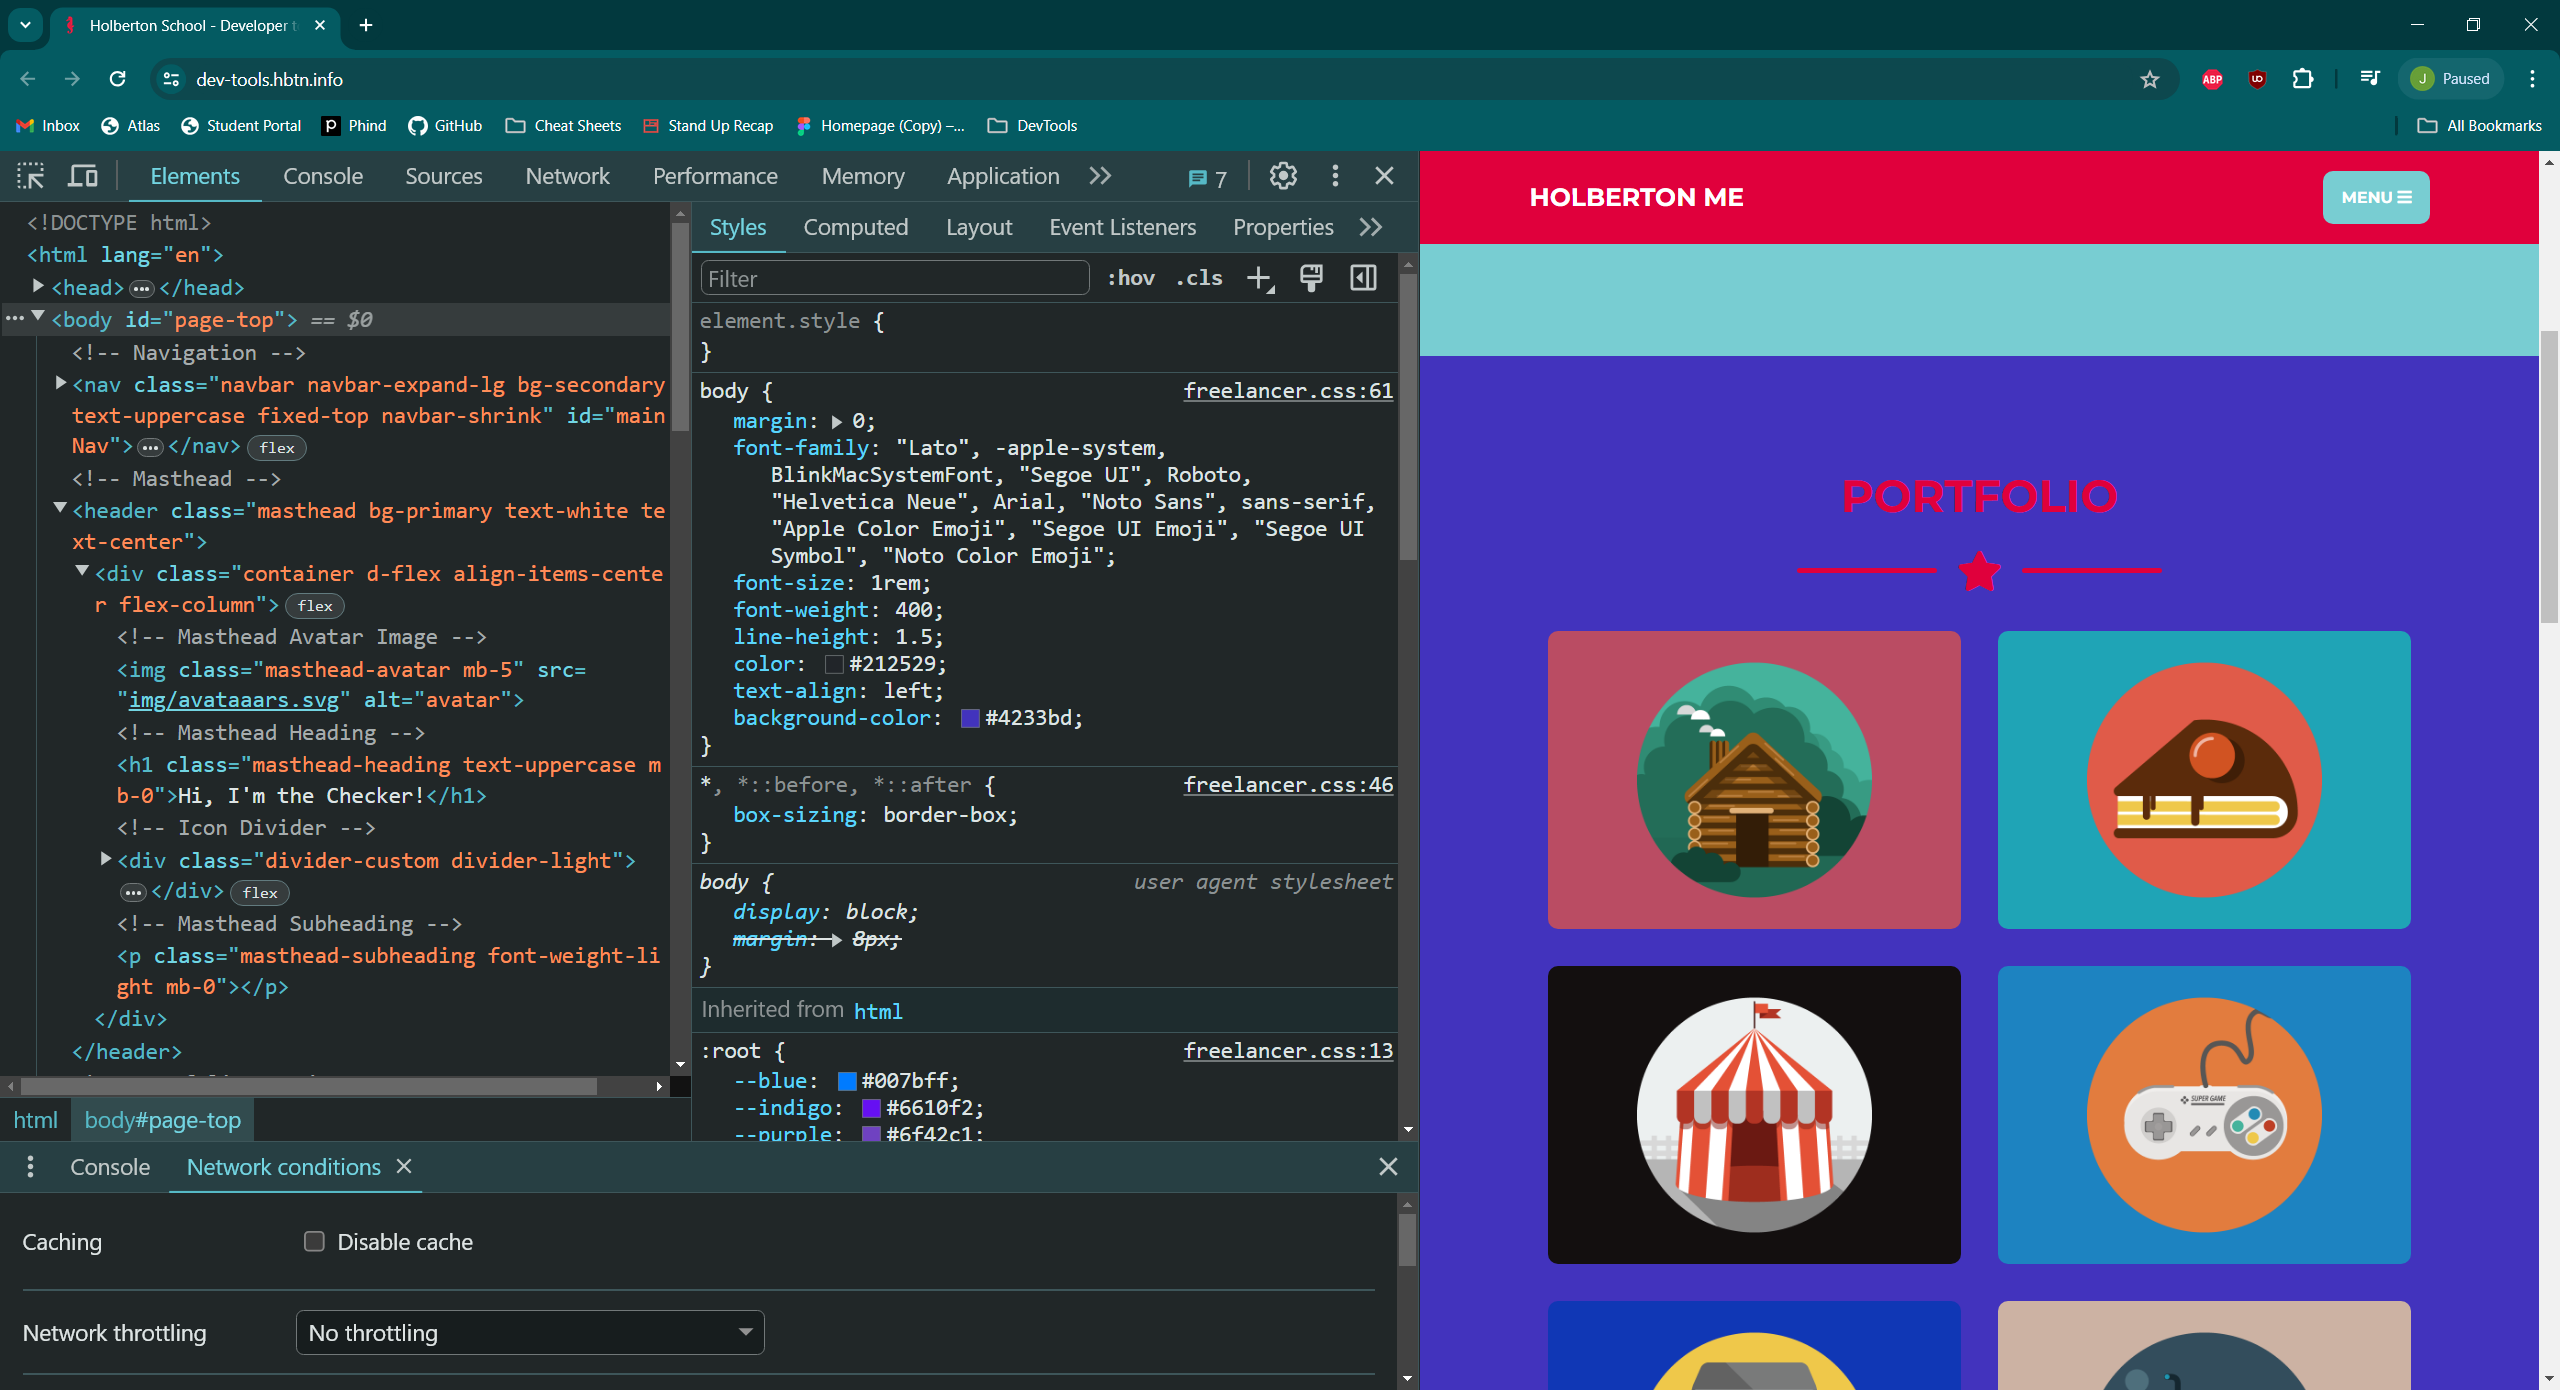 Holberton School - Developer t
dev-tools.hbtn.info
ABP
UO
J
Paused
Inbox
Atlas
Student Portal
Phind
GitHub
Cheat Sheets
Stand Up Recap
Homepage (Copy) –...
DevTools
All Bookmarks
Elements
Console
Sources
Network
Performance
Memory
Application
7
<!DOCTYPE html>
<html lang="en">
<head>
</head>
<body id="page-top"> == $0
<!-- Navigation -->
<nav class="navbar navbar-expand-lg bg-secondary
text-uppercase fixed-top navbar-shrink" id="main
Nav">
</nav>
flex
<!-- Masthead -->
<header class="masthead bg-primary text-white te
xt-center">
<div class="container d-flex align-items-cente
r flex-column">
flex
<!-- Masthead Avatar Image -->
<img class="masthead-avatar mb-5" src=
"img/avataaars.svg" alt="avatar">
<!-- Masthead Heading -->
<h1 class="masthead-heading text-uppercase m
b-0">Hi, I'm the Checker!</h1>
<!-- Icon Divider -->
<div class="divider-custom divider-light">
</div>
flex
<!-- Masthead Subheading -->
<p class="masthead-subheading font-weight-li
ght mb-0"></p>
</div>
</header>
html
body#page-top
Styles
Computed
Layout
Event Listeners
Properties
Filter
:hov
.cls
element.style {
}
body {
freelancer.css:61
margin: 0;
font-family: "Lato", -apple-system,
BlinkMacSystemFont, "Segoe UI", Roboto,
"Helvetica Neue", Arial, "Noto Sans", sans-serif,
"Apple Color Emoji", "Segoe UI Emoji", "Segoe UI
Symbol", "Noto Color Emoji";
font-size: 1rem;
font-weight: 400;
line-height: 1.5;
color: #212529;
text-align: left;
background-color: #4233bd;
}
*, *::before, *::after {
freelancer.css:46
box-sizing: border-box;
}
body {
user agent stylesheet
display: block;
margin: 8px;
}
Inherited from html
:root {
freelancer.css:13
--blue: #007bff;
--indigo: #6610f2;
--purple: #6f42c1;
Console
Network conditions
Caching
Disable cache
Network throttling
No throttling
HOLBERTON ME
MENU
PORTFOLIO
SUPER GAME